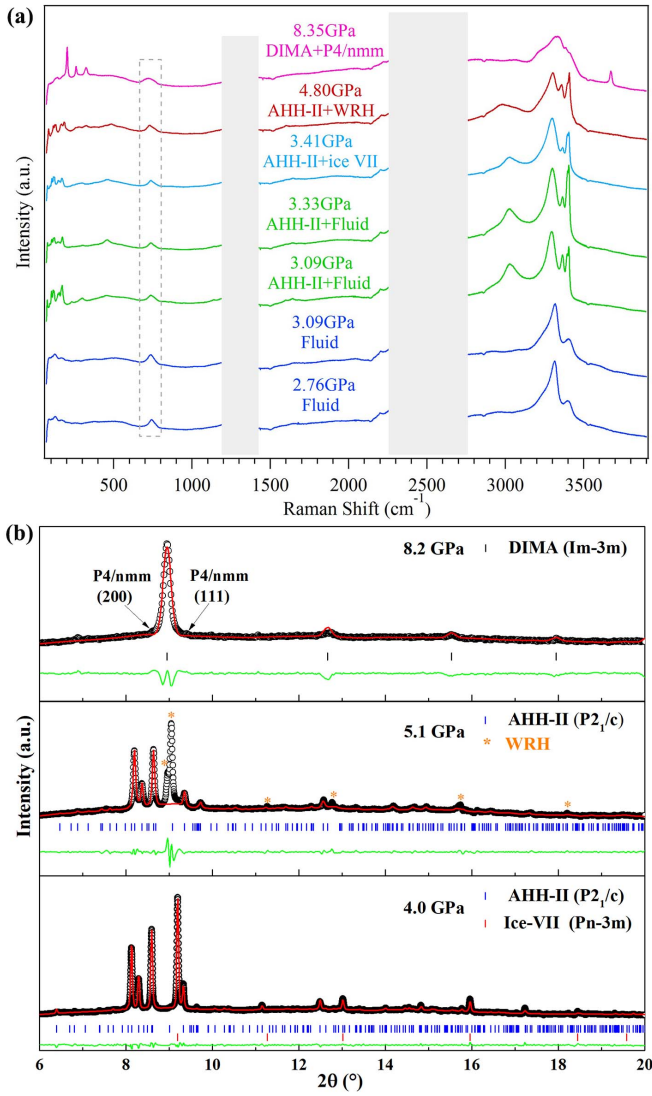 (a)
8.35GPa
DIMA+P4/nmm
4.80GPa
AHH-II+WRH
3.41GPa
AHH-II+ice VII
3.33GPa
AHH-II+Fluid
3.09GPa
AHH-II+Fluid
3.09GPa
Fluid
2.76GPa
Fluid
Intensity (a.u.)
500 1000 1500 2000 2500 3000 3500
Raman Shift (cm⁻¹)
(b)
8.2 GPa
DIMA (Im-3m)
P4/nmm
(200)
P4/nmm
(111)
5.1 GPa
AHH-II (P2₁/c)
* WRH
*
*
*
*
*
*
4.0 GPa
AHH-II (P2₁/c)
Ice-VII (Pn-3m)
Intensity (a.u.)
6 8 10 12 14 16 18 20
2θ (°)